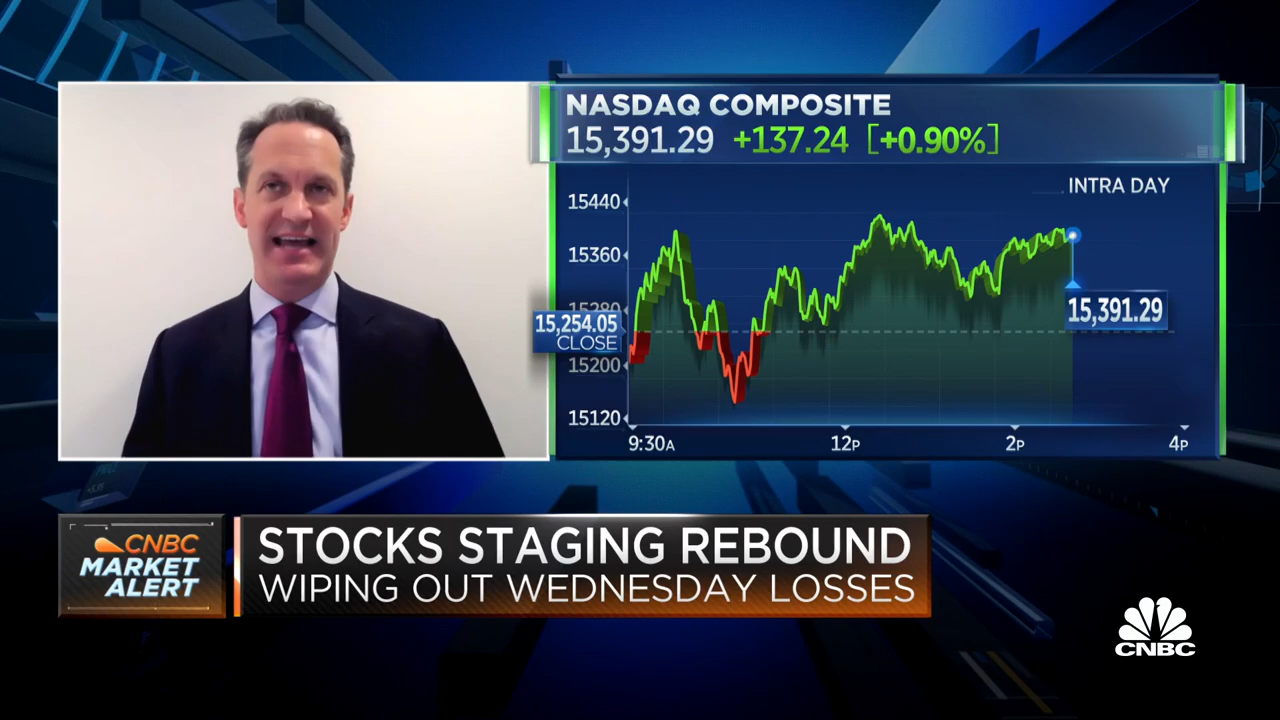 NASDAQ COMPOSITE
15,391.29 +137.24 [+0.90%]
INTRA DAY
15440
15360
15280
15,254.05
CLOSE
15200
15120
15,391.29
9:30A 12P 2P 4P
CNBC
MARKET
ALERT
STOCKS STAGING REBOUND
WIPING OUT WEDNESDAY LOSSES
CNBC